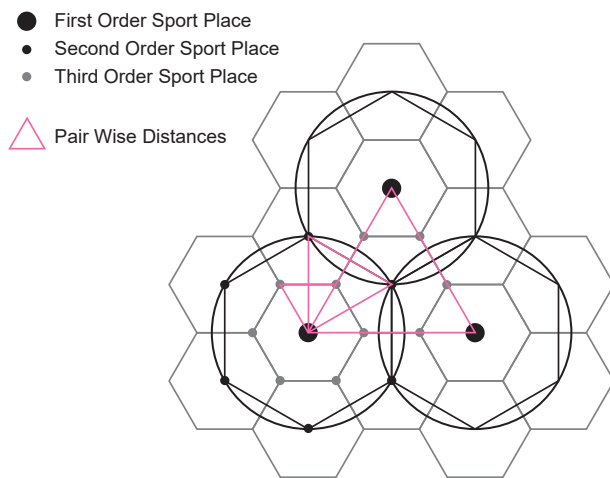 First Order Sport Place
Second Order Sport Place
Third Order Sport Place
Pair Wise Distances